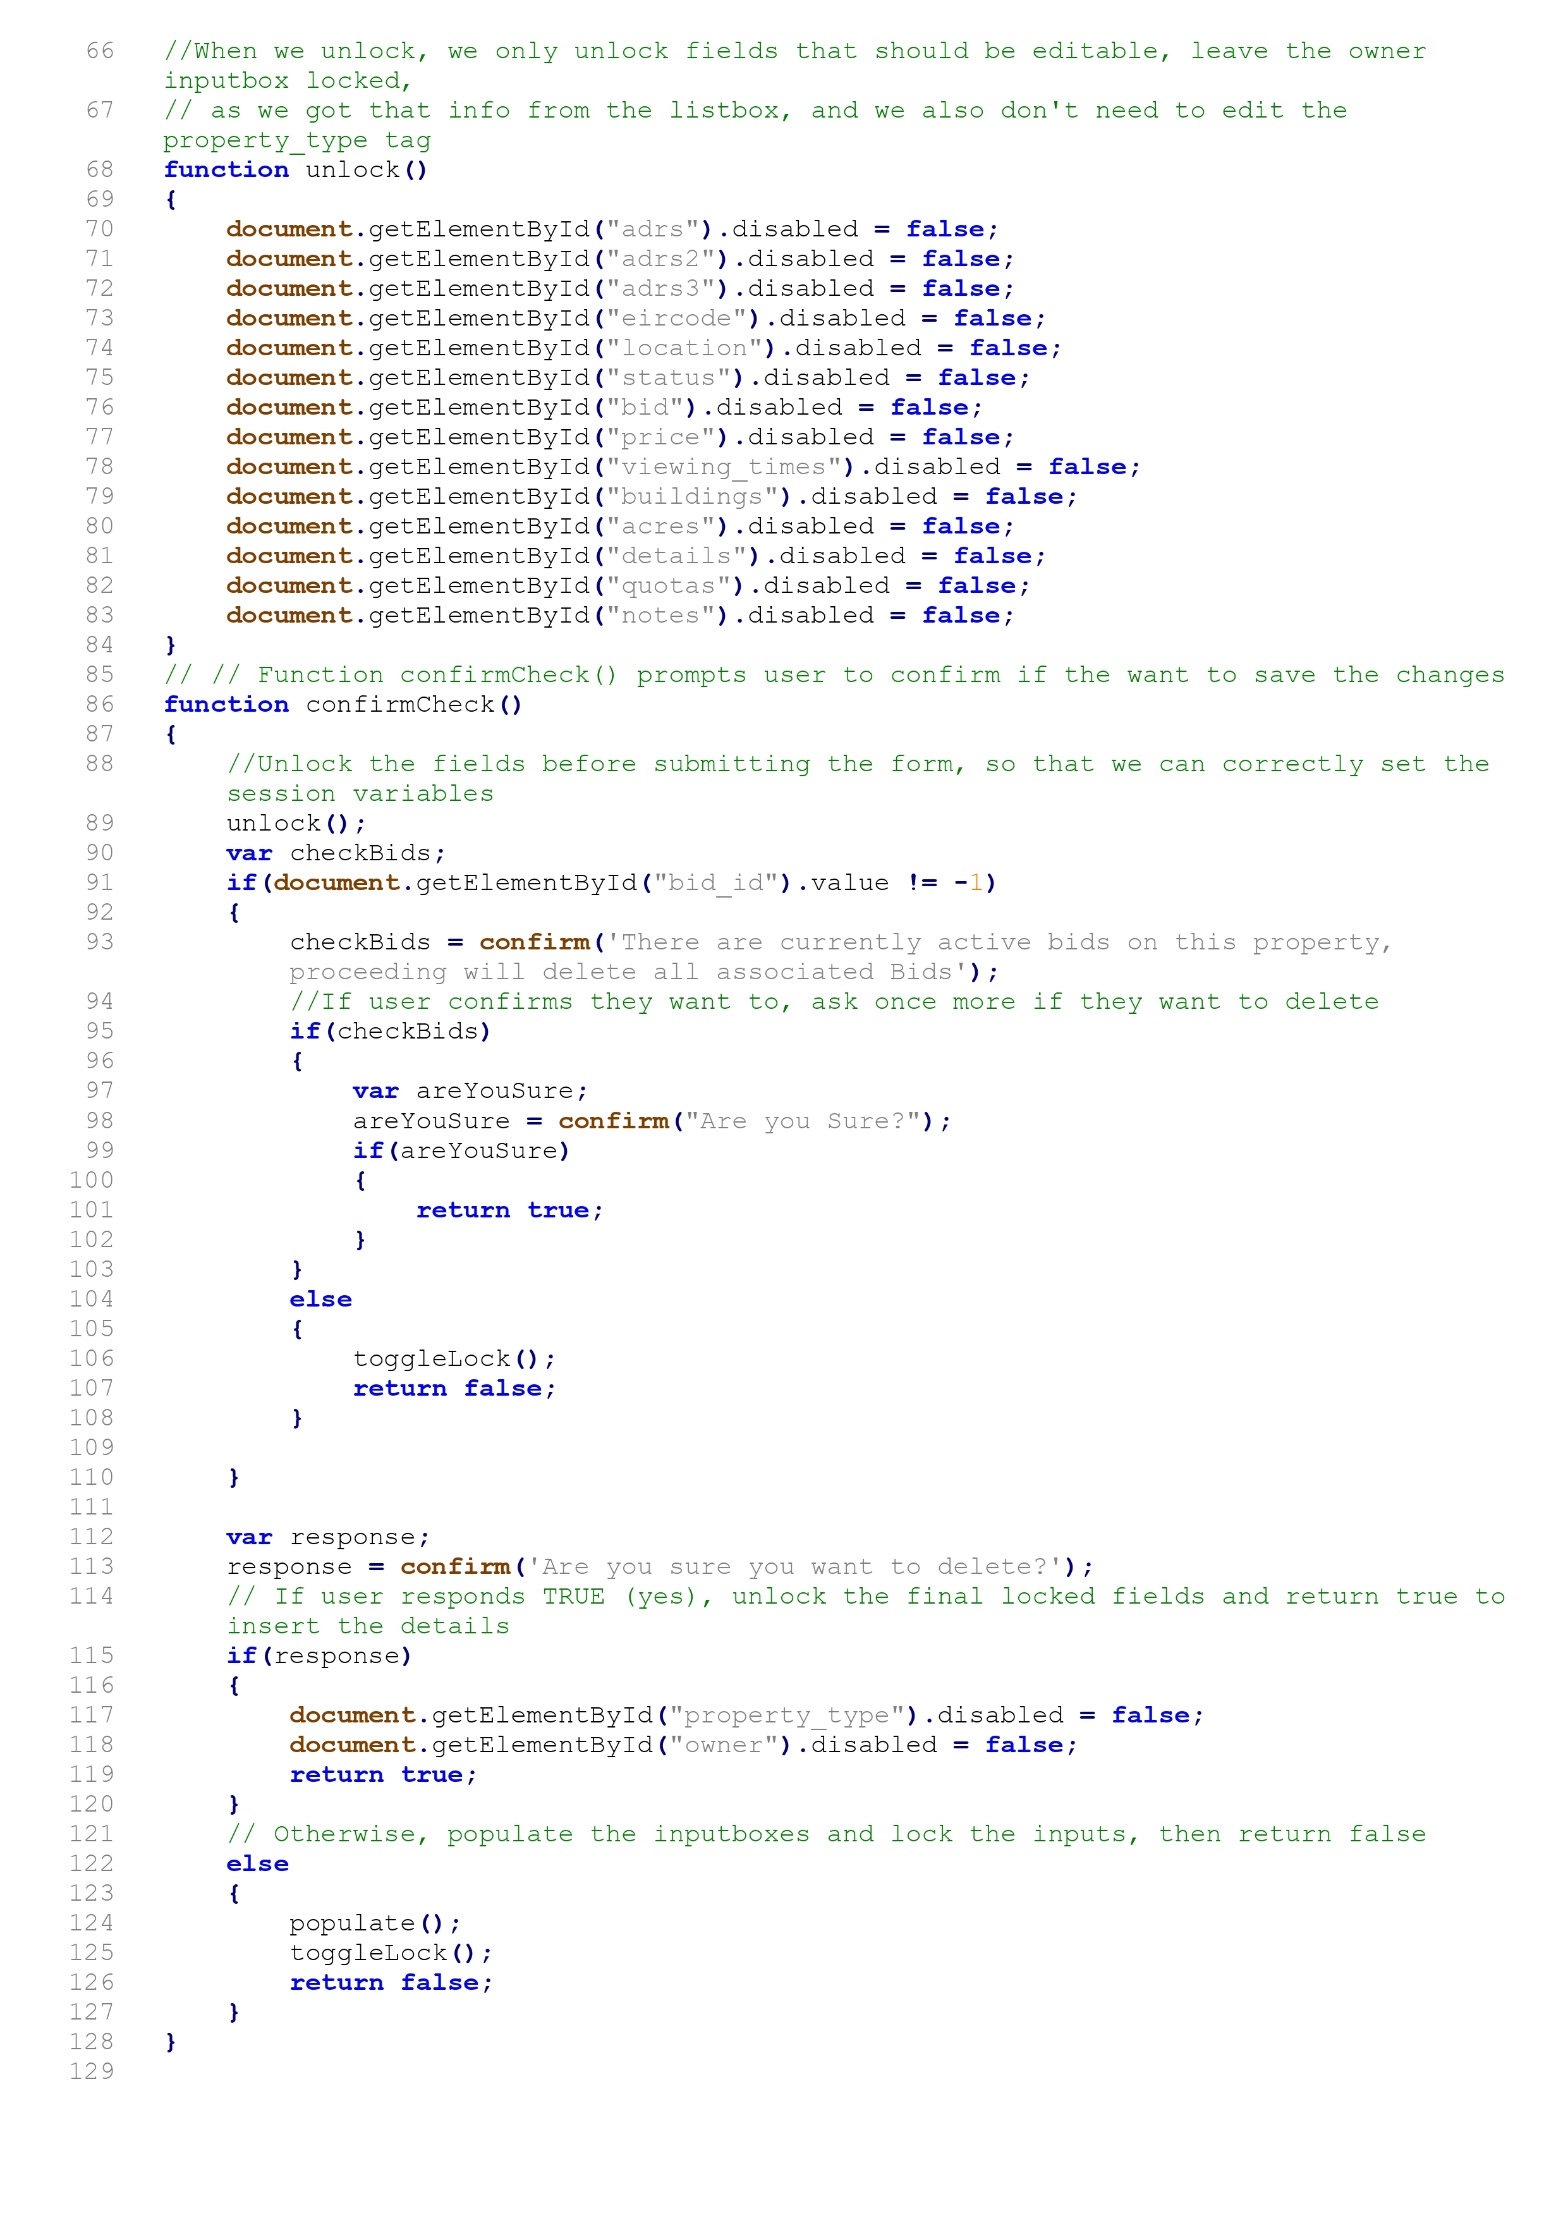 66 //When we unlock, we only unlock fields that should be editable, leave the owner
inputbox locked,
67 // as we got that info from the listbox, and we also don't need to edit the
property_type tag
68 function unlock()
69 {
70 document.getElementById("adrs").disabled = false;
71 document.getElementById("adrs2").disabled = false;
72 document.getElementById("adrs3").disabled = false;
73 document.getElementById("eircode").disabled = false;
74 document.getElementById("location").disabled = false;
75 document.getElementById("status").disabled = false;
76 document.getElementById("bid").disabled = false;
77 document.getElementById("price").disabled = false;
78 document.getElementById("viewing_times").disabled = false;
79 document.getElementById("buildings").disabled = false;
80 document.getElementById("acres").disabled = false;
81 document.getElementById("details").disabled = false;
82 document.getElementById("quotas").disabled = false;
83 document.getElementById("notes").disabled = false;
84 }
85 // // Function confirmCheck() prompts user to confirm if the want to save the changes
86 function confirmCheck()
87 {
88 //Unlock the fields before submitting the form, so that we can correctly set the
session variables
89 unlock();
90 var checkBids;
91 if(document.getElementById("bid_id").value != -1)
92 {
93 checkBids = confirm('There are currently active bids on this property,
proceeding will delete all associated Bids');
94 //If user confirms they want to, ask once more if they want to delete
95 if(checkBids)
96 {
97 var areYouSure;
98 areYouSure = confirm("Are you Sure?");
99 if(areYouSure)
100 {
101 return true;
102 }
103 }
104 else
105 {
106 toggleLock();
107 return false;
108 }
109
110 }
111
112 var response;
113 response = confirm('Are you sure you want to delete?');
114 // If user responds TRUE (yes), unlock the final locked fields and return true to
insert the details
115 if(response)
116 {
117 document.getElementById("property_type").disabled = false;
118 document.getElementById("owner").disabled = false;
119 return true;
120 }
121 // Otherwise, populate the inputboxes and lock the inputs, then return false
122 else
123 {
124 populate();
125 toggleLock();
126 return false;
127 }
128 }
129